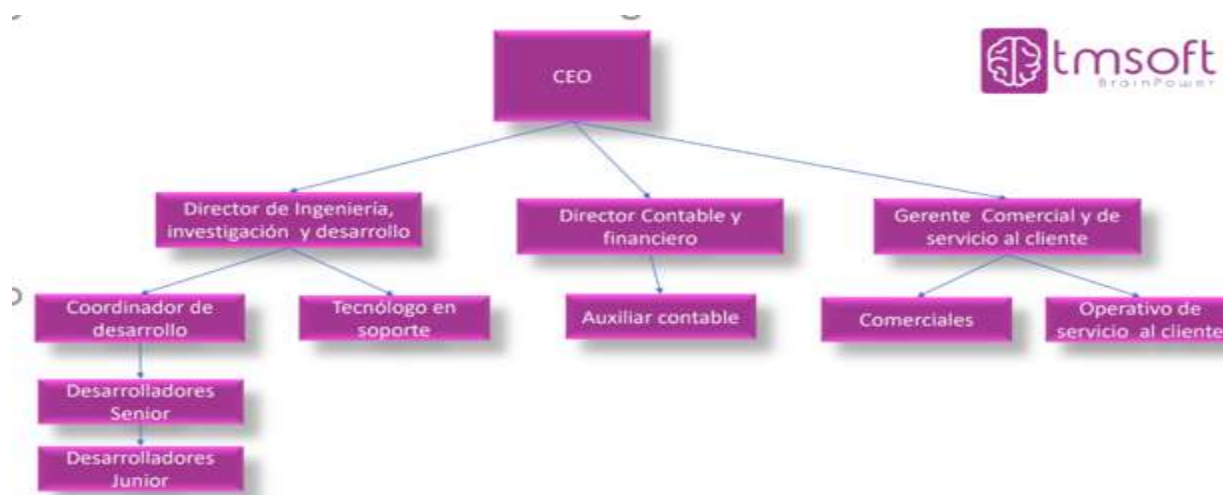 CEO
tmsoft
BrainPower
Director de Ingeniería,
investigación y desarrollo
Director Contable y
financiero
Gerente Comercial y de
servicio al cliente
Coordinador de
desarrollo
Tecnólogo en
soporte
Auxiliar contable
Comerciales
Operativo de
servicio al cliente
Desarrolladores
Senior
Desarrolladores
Junior